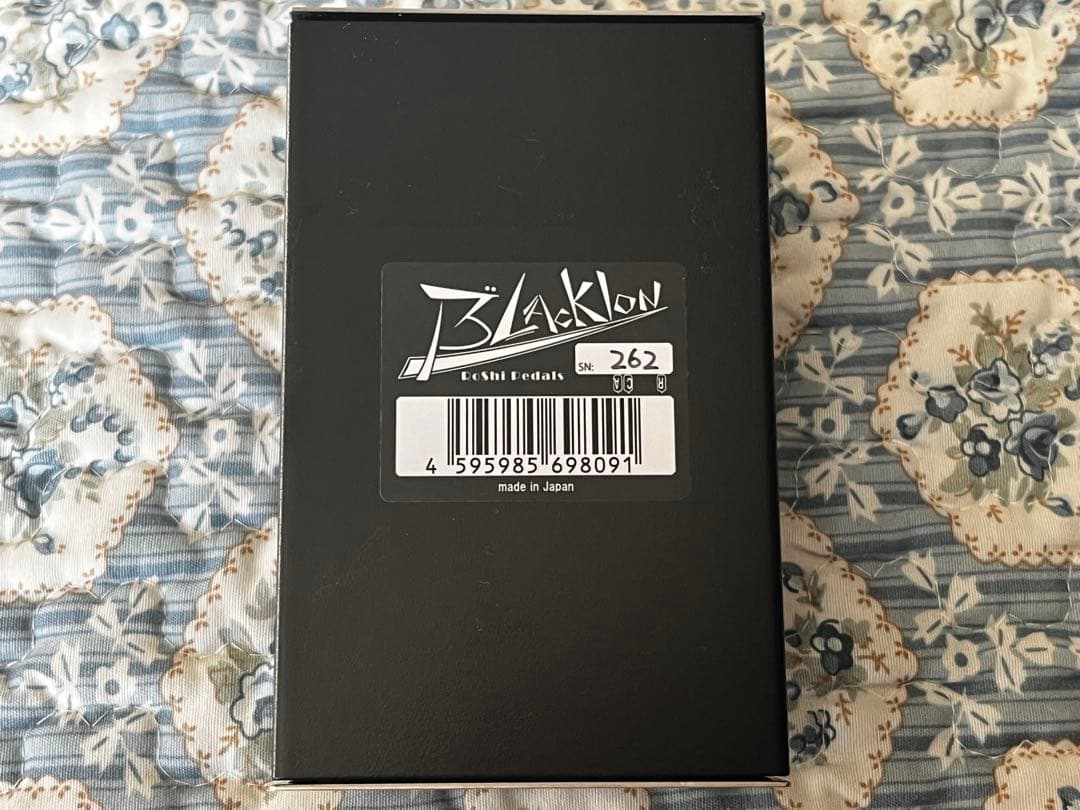 BLAcKlON
RoShi Pedals
SN: 262
A C R
4 595985 698091
made in Japan